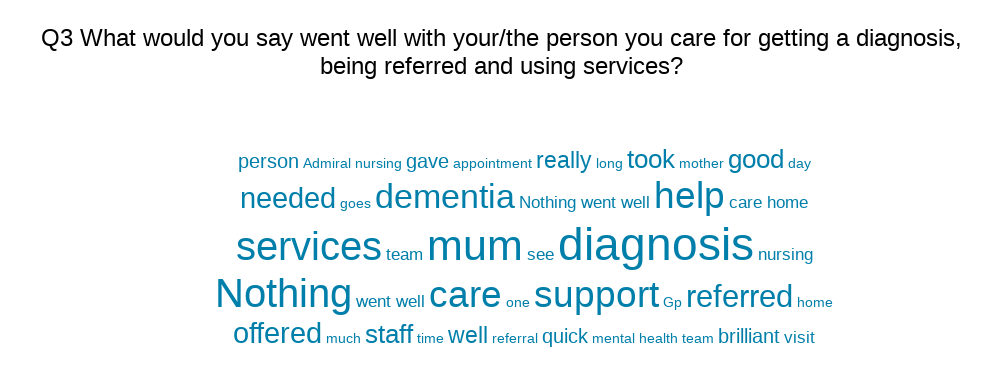 Q3 What would you say went well with your/the person you care for getting a diagnosis,
being referred and using services?
person Admiral nursing gave appointment really long took mother good day
needed goes dementia Nothing went well help care home
services team mum see diagnosis nursing
Nothing went well care one support Gp referred home
offered much staff time well referral quick mental health team brilliant visit